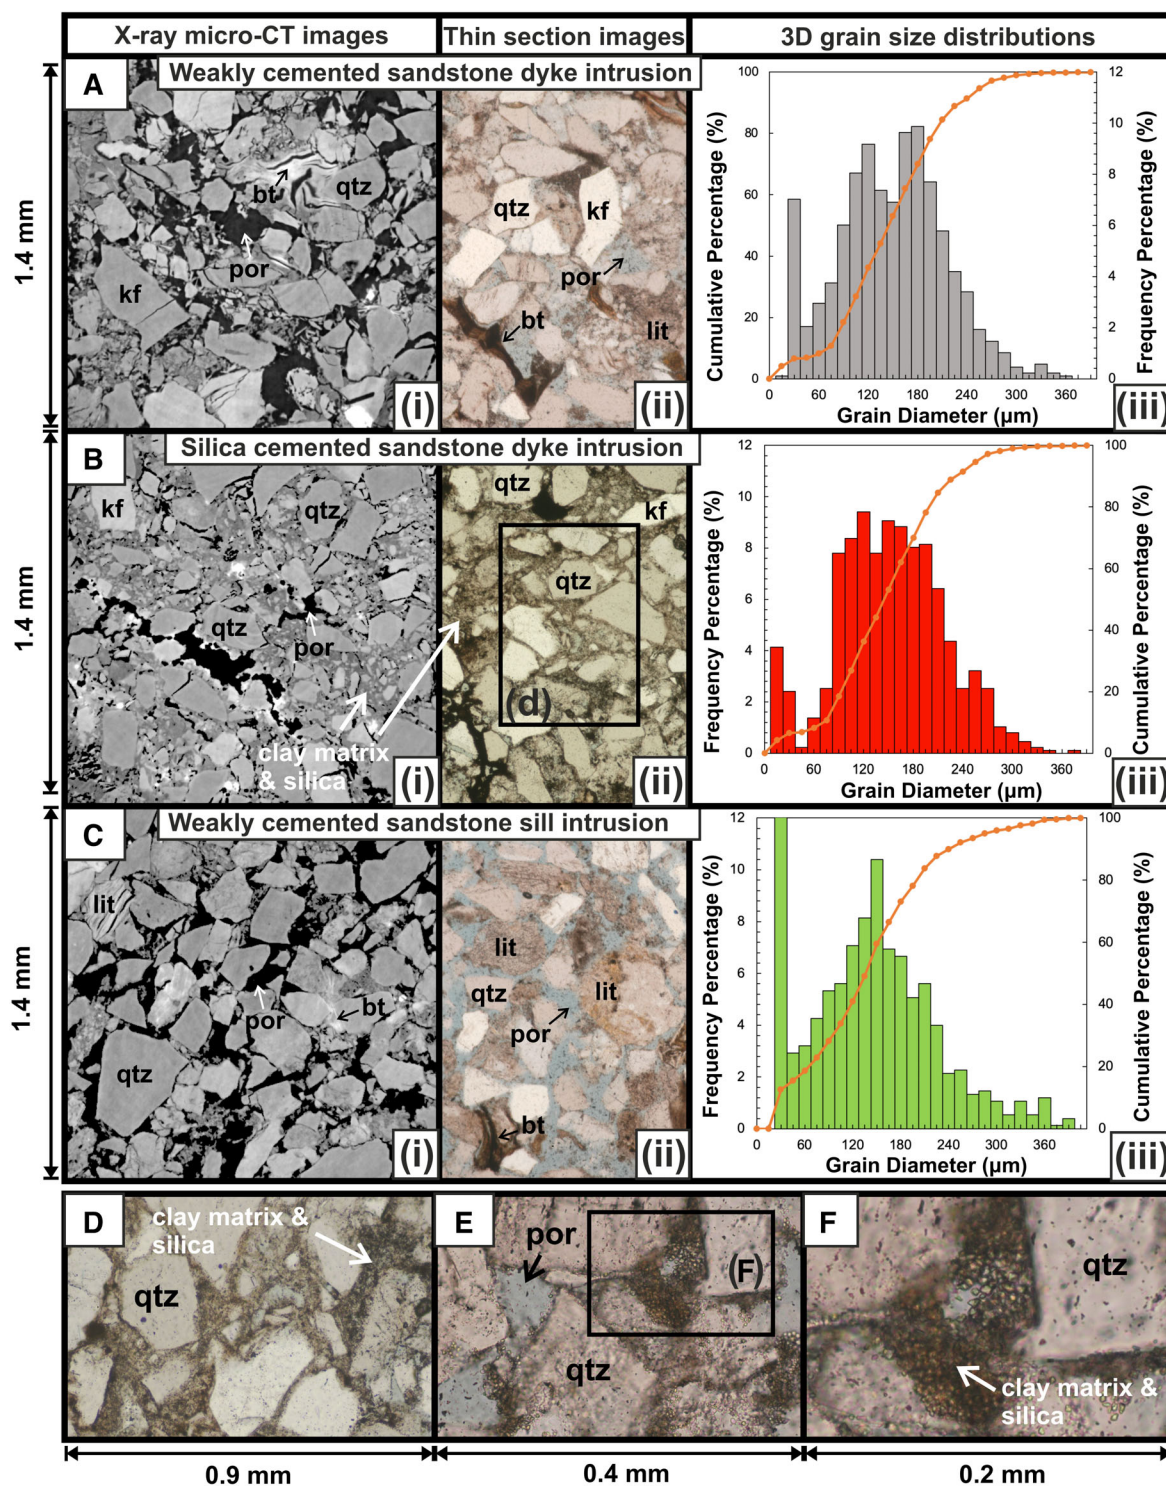 X-ray micro-CT images
Thin section images
3D grain size distributions
A
Weakly cemented sandstone dyke intrusion
1.4 mm
bt
qtz
por
kf
(i)
qtz
kf
por
bt
lit
(ii)
Cumulative Percentage (%)
100
80
60
40
20
0
12
10
8
6
4
2
0
Frequency Percentage (%)
0 60 120 180 240 300 360
Grain Diameter (µm)
(iii)
B
Silica cemented sandstone dyke intrusion
1.4 mm
kf
qtz
qtz
por
clay matrix
& silica
(i)
qtz
kf
qtz
(d)
(ii)
Frequency Percentage (%)
12
10
8
6
4
2
0
100
80
60
40
20
0
Cumulative Percentage (%)
0 60 120 180 240 300 360
Grain Diameter (µm)
(iii)
C
Weakly cemented sandstone sill intrusion
1.4 mm
lit
por
bt
qtz
(i)
lit
qtz
lit
por
bt
(ii)
Frequency Percentage (%)
12
10
8
6
4
2
0
100
80
60
40
20
0
Cumulative Percentage (%)
0 60 120 180 240 300 360
Grain Diameter (µm)
(iii)
D
clay matrix &
silica
qtz
E
por
(F)
qtz
F
qtz
clay matrix &
silica
0.9 mm
0.4 mm
0.2 mm